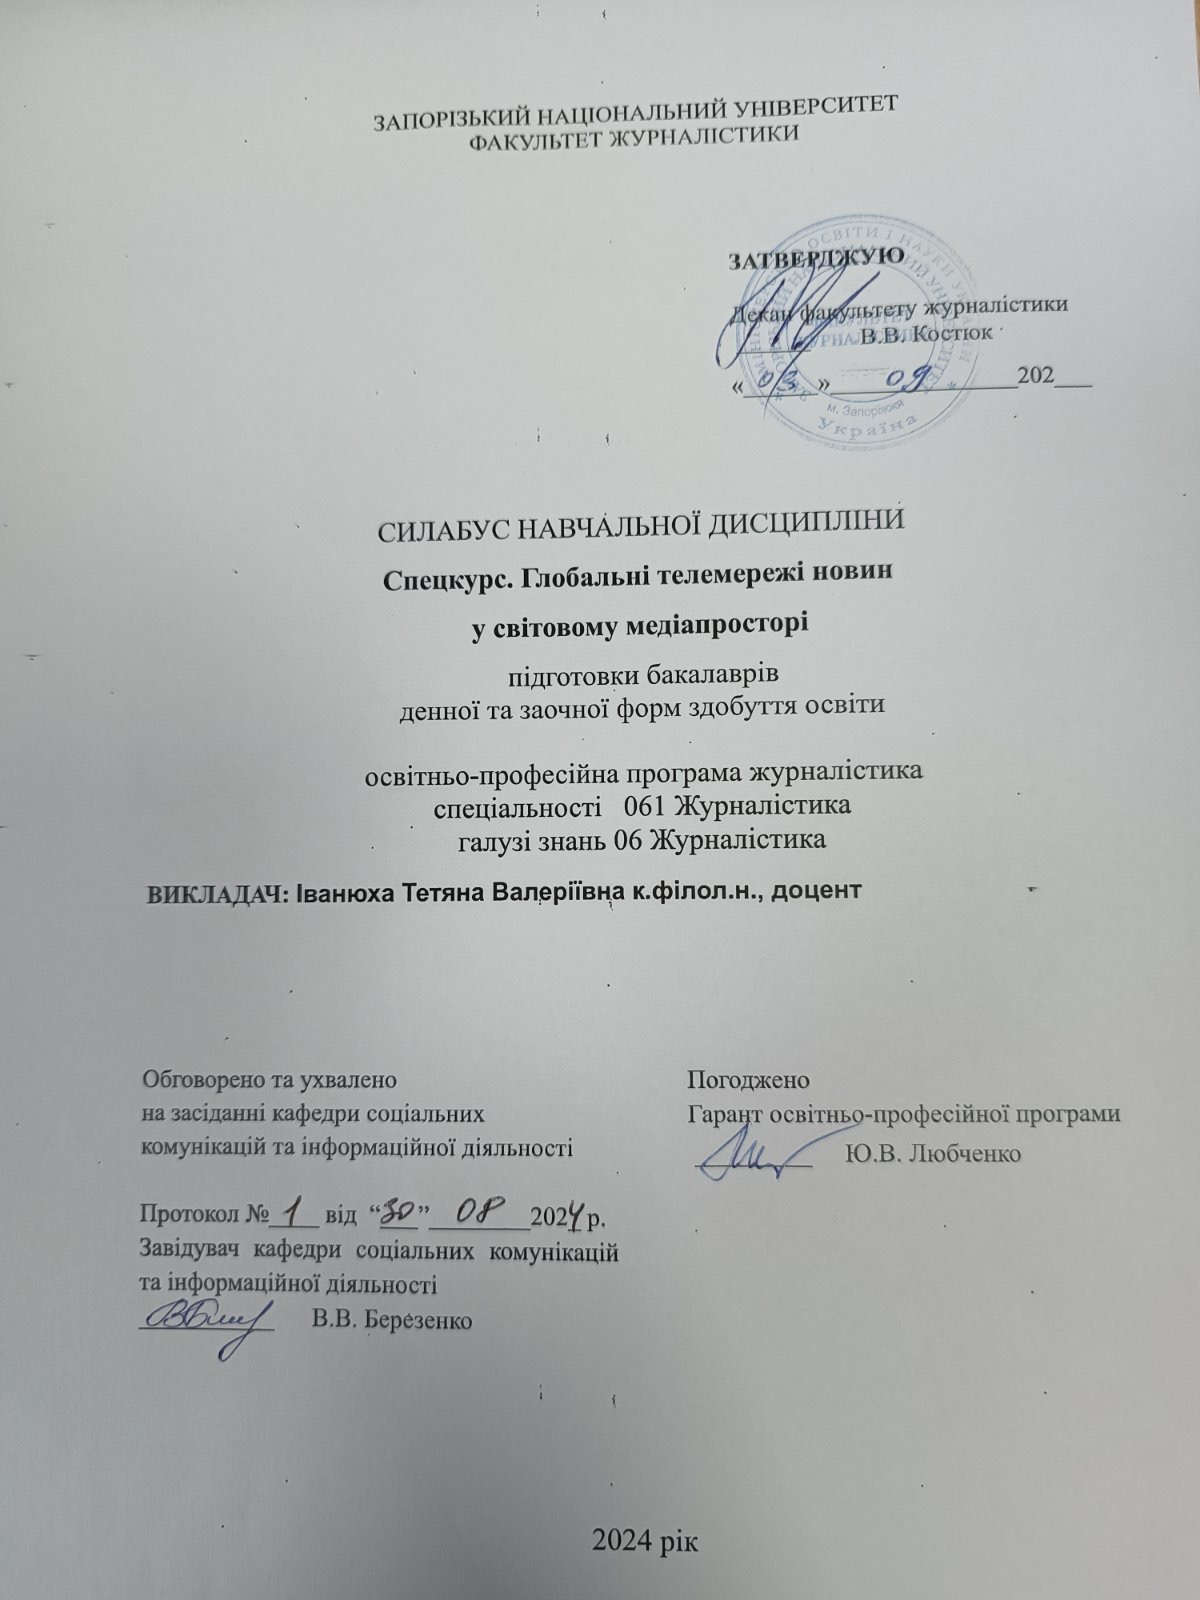 ЗАПОРІЗЬКИЙ НАЦІОНАЛЬНИЙ УНІВЕРСИТЕТ
ФАКУЛЬТЕТ ЖУРНАЛІСТИКИ
ЗАТВЕРДЖУЮ
Декан факультету журналістики
В.В. Костюк
«03» 09 202___
м. Запоріжжя
Україна
СИЛАБУС НАВЧАЛЬНОЇ ДИСЦИПЛІНИ
Спецкурс. Глобальні телемережі новин
у світовому медіапросторі
підготовки бакалаврів
денної та заочної форм здобуття освіти
освітньо-професійна програма журналістика
спеціальності 061 Журналістика
галузі знань 06 Журналістика
ВИКЛАДАЧ: Іванюха Тетяна Валеріївна к.філол.н., доцент
Обговорено та ухвалено
на засіданні кафедри соціальних
комунікацій та інформаційної діяльності
Погоджено
Гарант освітньо-професійної програми
Ю.В. Любченко
Протокол № 1 від “30” 08 2024 р.
Завідувач кафедри соціальних комунікацій
та інформаційної діяльності
В.В. Березенко
2024 рік